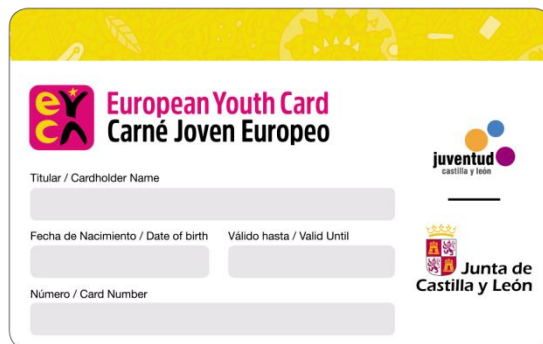 eYCA
European Youth Card
Carné Joven Europeo
juventud
castilla y león
Titular / Cardholder Name
Fecha de Nacimiento / Date of birth
Válido hasta / Valid Until
Número / Card Number
Junta de
Castilla y León